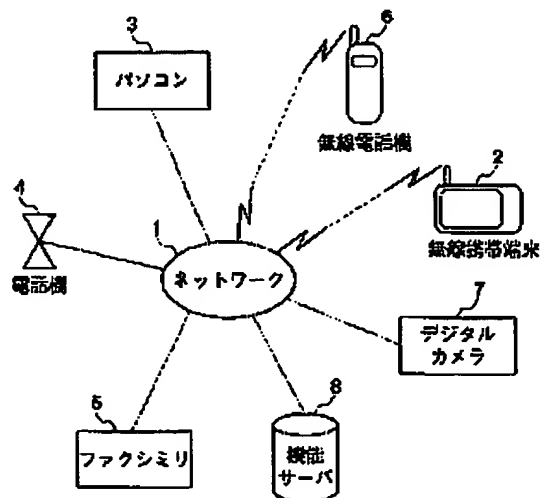 3
パソコン
6
無線電話機
2
無線携帯端末
4
電話機
1
ネットワーク
7
デジタル
カメラ
5
ファクシミリ
8
機能
サーバ